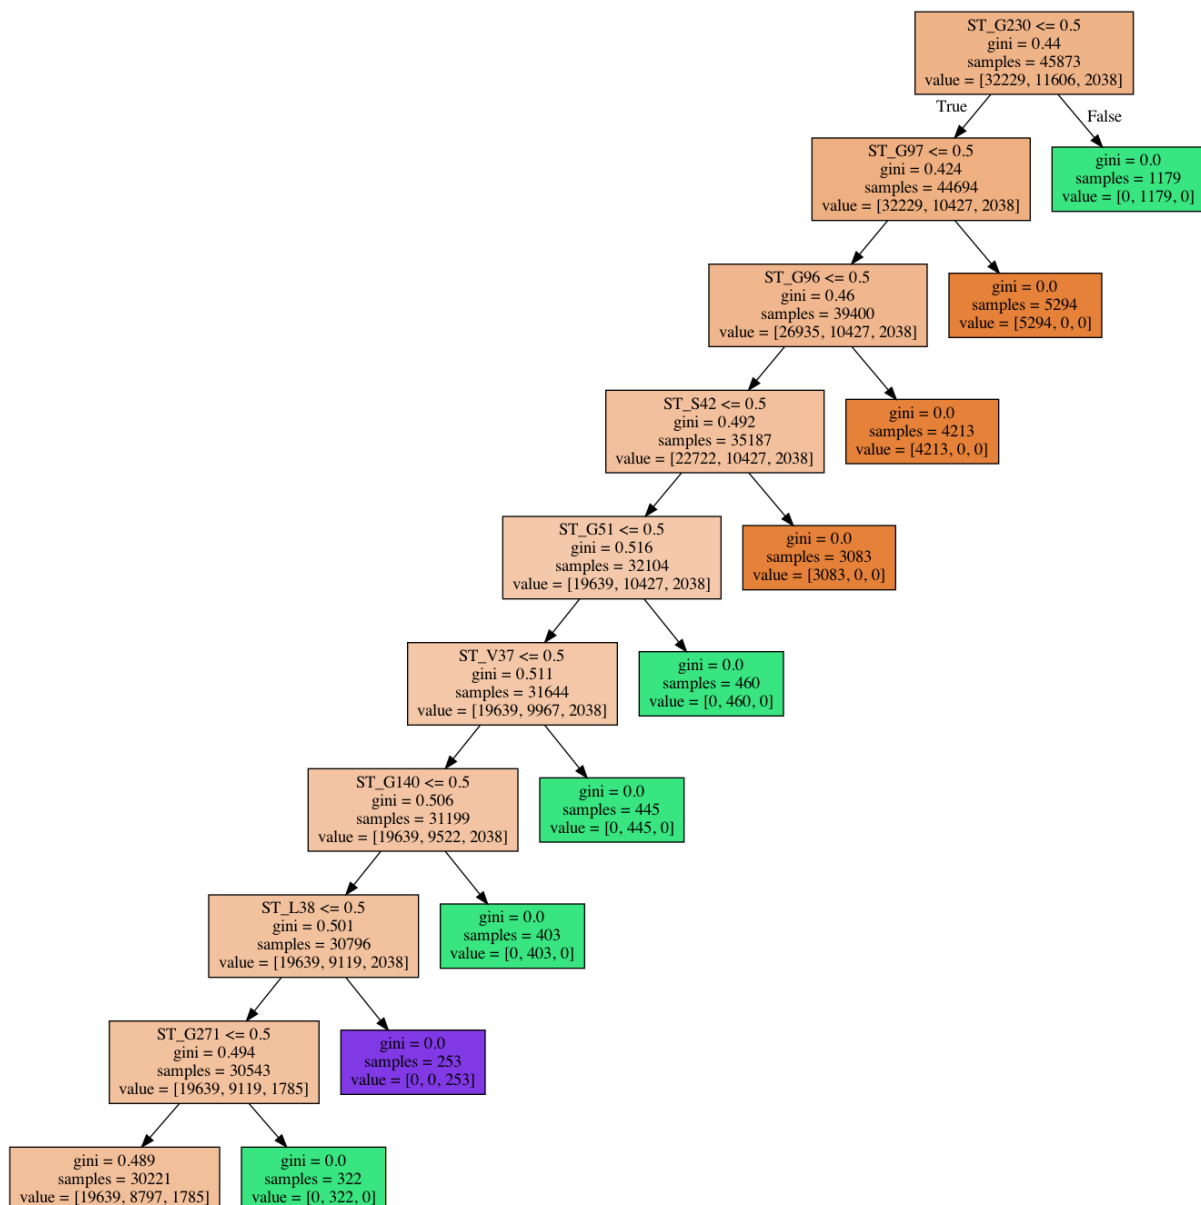 ST_G230 <= 0.5
gini = 0.44
samples = 45873
value = [32229, 11606, 2038]
True
False
ST_G97 <= 0.5
gini = 0.424
samples = 44694
value = [32229, 10427, 2038]
gini = 0.0
samples = 1179
value = [0, 1179, 0]
ST_G96 <= 0.5
gini = 0.46
samples = 39400
value = [26935, 10427, 2038]
gini = 0.0
samples = 5294
value = [5294, 0, 0]
ST_S42 <= 0.5
gini = 0.492
samples = 35187
value = [22722, 10427, 2038]
gini = 0.0
samples = 4213
value = [4213, 0, 0]
ST_G51 <= 0.5
gini = 0.516
samples = 32104
value = [19639, 10427, 2038]
gini = 0.0
samples = 3083
value = [3083, 0, 0]
ST_V37 <= 0.5
gini = 0.511
samples = 31644
value = [19639, 9967, 2038]
gini = 0.0
samples = 460
value = [0, 460, 0]
ST_G140 <= 0.5
gini = 0.506
samples = 31199
value = [19639, 9522, 2038]
gini = 0.0
samples = 445
value = [0, 445, 0]
ST_L38 <= 0.5
gini = 0.501
samples = 30796
value = [19639, 9119, 2038]
gini = 0.0
samples = 403
value = [0, 403, 0]
ST_G271 <= 0.5
gini = 0.494
samples = 30543
value = [19639, 9119, 1785]
gini = 0.0
samples = 253
value = [0, 0, 253]
gini = 0.489
samples = 30221
value = [19639, 8797, 1785]
gini = 0.0
samples = 322
value = [0, 322, 0]